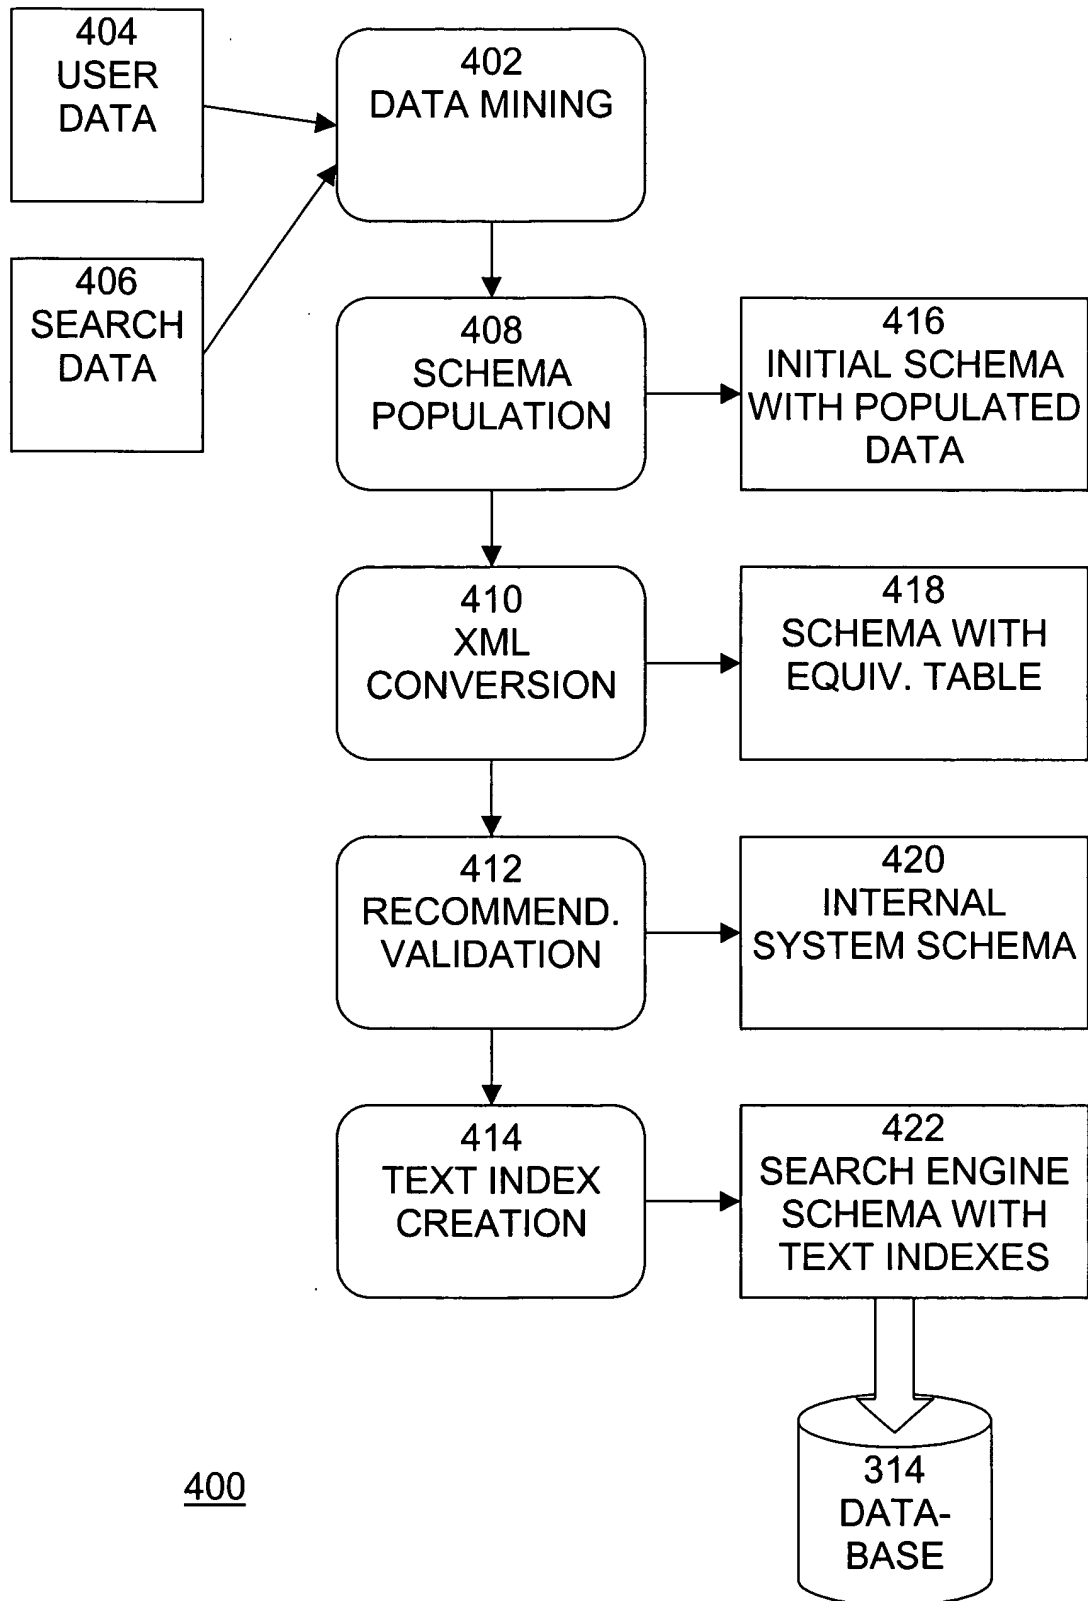 404
USER
DATA
402
DATA MINING
406
SEARCH
DATA
408
SCHEMA
POPULATION
416
INITIAL SCHEMA
WITH POPULATED
DATA
410
XML
CONVERSION
418
SCHEMA WITH
EQUIV. TABLE
412
RECOMMEND.
VALIDATION
420
INTERNAL
SYSTEM SCHEMA
414
TEXT INDEX
CREATION
422
SEARCH ENGINE
SCHEMA WITH
TEXT INDEXES
400
314
DATA-
BASE